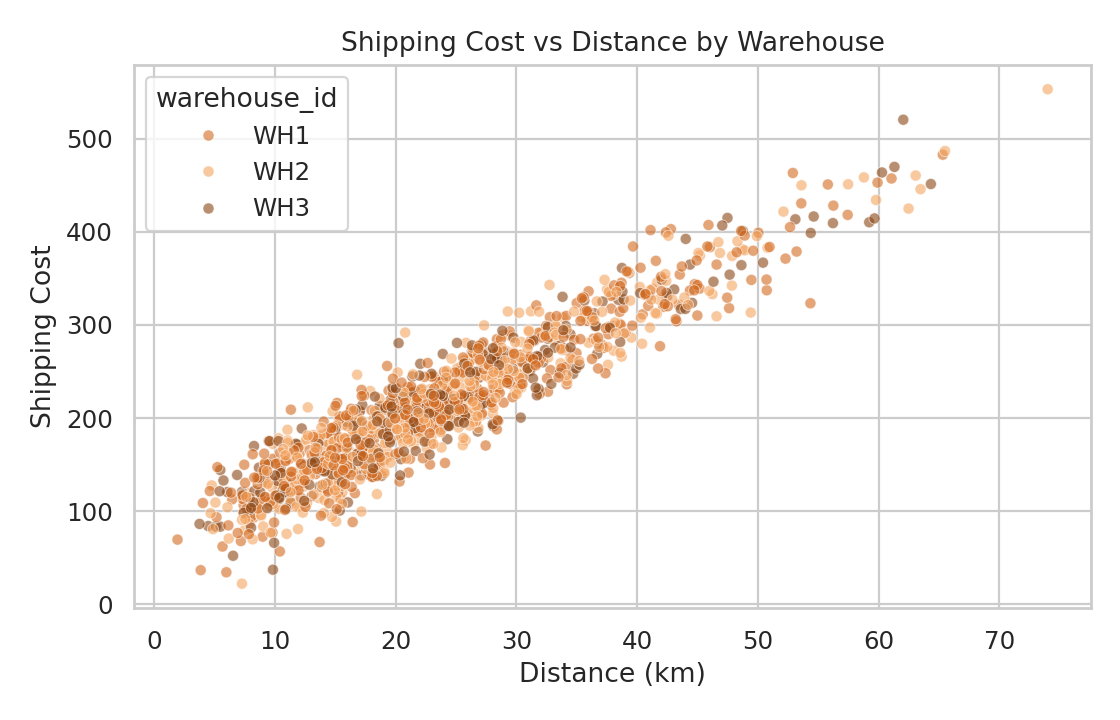 Shipping Cost vs Distance by Warehouse
warehouse_id
WH1
WH2
WH3
Shipping Cost
500
400
300
200
100
0
0 10 20 30 40 50 60 70
Distance (km)